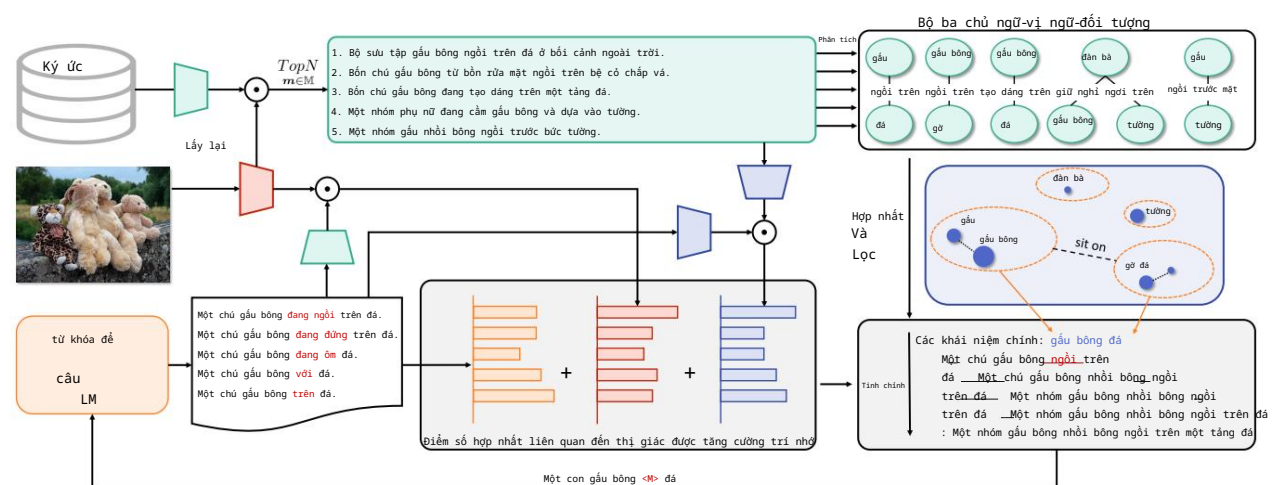 Bộ ba chủ ngữ-vị ngữ-đối tượng
Ký ức
TopN
m∈M
1. Bộ sưu tập gấu bông ngồi trên đá ở bối cảnh ngoài trời.
2. Bốn chú gấu bông từ bồn rửa mặt ngồi trên bệ cỏ chắp vá.
3. Bốn chú gấu bông đang tạo dáng trên một tảng đá.
4. Một nhóm phụ nữ đang cầm gấu bông và dựa vào tường.
5. Một nhóm gấu nhồi bông ngồi trước bức tường.
Phân tích
gấu gấu bông gấu bông đàn bà gấu
ngồi trên ngồi trên tạo dáng trên giữ nghỉ ngơi trên ngồi trước mặt
đá gờ đá gấu bông tường tường
Lấy lại
Hợp nhất
Và
Lọc
đàn bà
tường
gấu
gấu bông
sit on
gờ đá
từ khóa để
câu
LM
Một chú gấu bông đang ngồi trên đá.
Một chú gấu bông đang đứng trên đá.
Một chú gấu bông đang ôm đá.
Một chú gấu bông với đá.
Một chú gấu bông trên đá.
+ +
Điểm số hợp nhất liên quan đến thị giác được tăng cường trí nhớ
Tinh chỉnh
Các khái niệm chính: gấu bông đá
Một chú gấu bông ngồi trên
đá Một chú gấu bông nhồi bông ngồi
trên đá Một nhóm gấu bông nhồi bông ngồi
trên đá Một nhóm gấu bông nhồi bông ngồi trên đá
: Một nhóm gấu bông nhồi bông ngồi trên một tảng đá
Một con gấu bông <M> đá